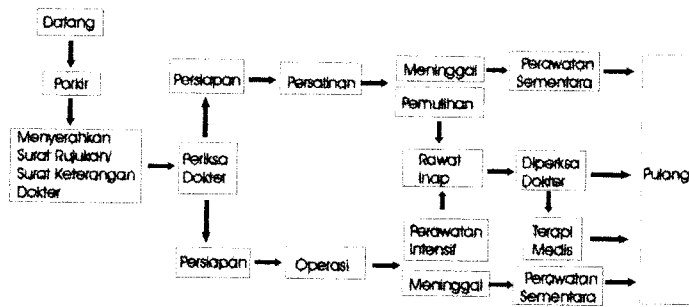 Datang
Parkir
Menyerahkan
Surat Rujukan/
Surat Keterangan
Dokter
Periksa
Dokter
Persiapan
Persalinan
Meninggal
Pemulihan
Perawatan
Sementara
Rawat
Inap
Diperksa
Dokter
Pulang
Perawatan
Intensif
Terapi
Medis
Persiapan
Operasi
Meninggal
Perawatan
Sementara